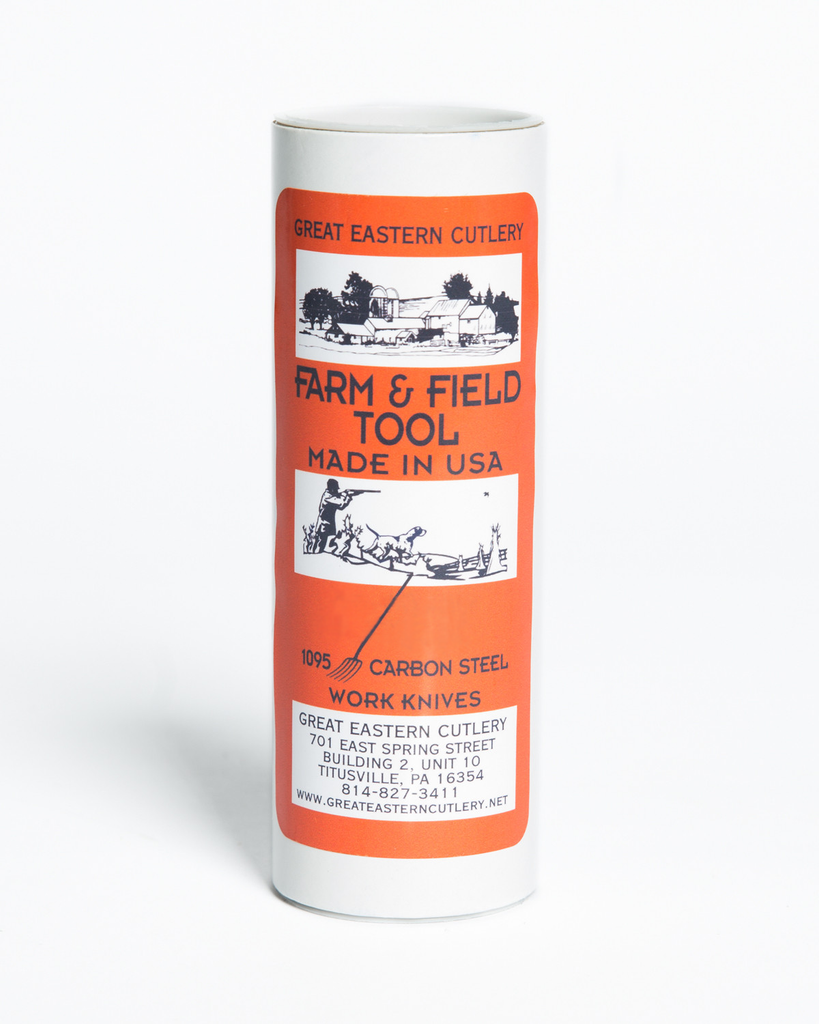 GREAT EASTERN CUTLERY
FARM & FIELD
TOOL
MADE IN USA
1095 CARBON STEEL
WORK KNIVES
GREAT EASTERN CUTLERY
701 EAST SPRING STREET
BUILDING 2, UNIT 10
TITUSVILLE, PA 16354
814-827-3411
WWW.GREATEASTERNCUTLERY.NET